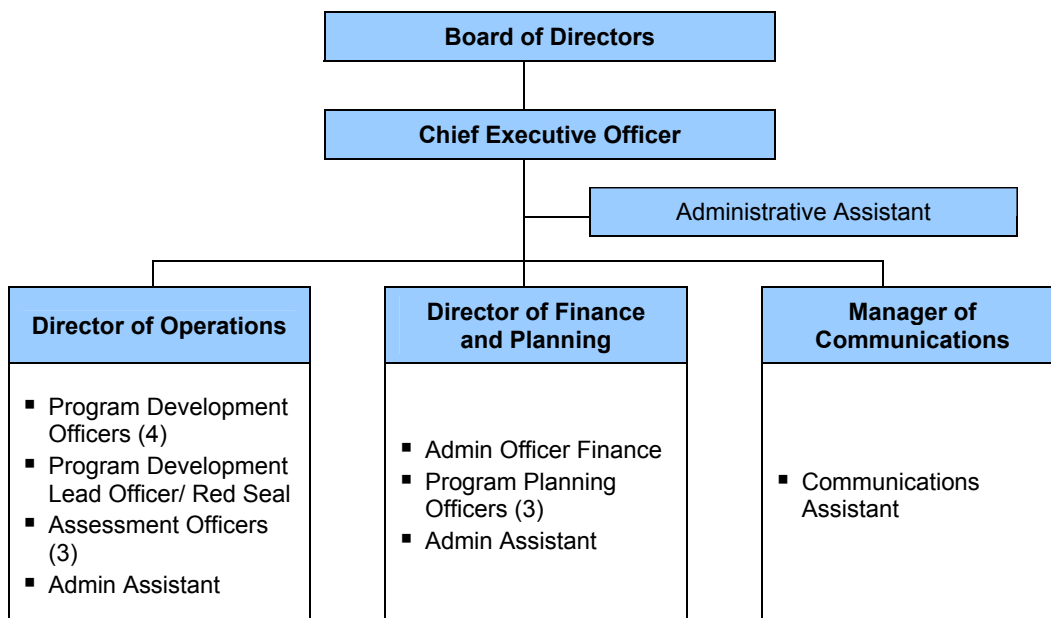 Board of Directors
Chief Executive Officer
Administrative Assistant
Director of Operations
▪ Program Development
Officers (4)
▪ Program Development
Lead Officer/ Red Seal
▪ Assessment Officers
(3)
▪ Admin Assistant
Director of Finance
and Planning
▪ Admin Officer Finance
▪ Program Planning
Officers (3)
▪ Admin Assistant
Manager of
Communications
▪ Communications
Assistant